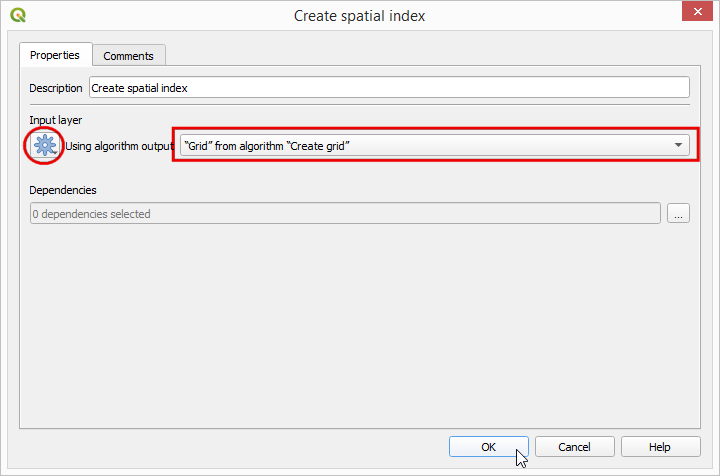 Create spatial index
Properties
Comments
Description
Create spatial index
Input layer
Using algorithm output
“Grid” from algorithm “Create grid”
Dependencies
0 dependencies selected
...
OK
Cancel
Help